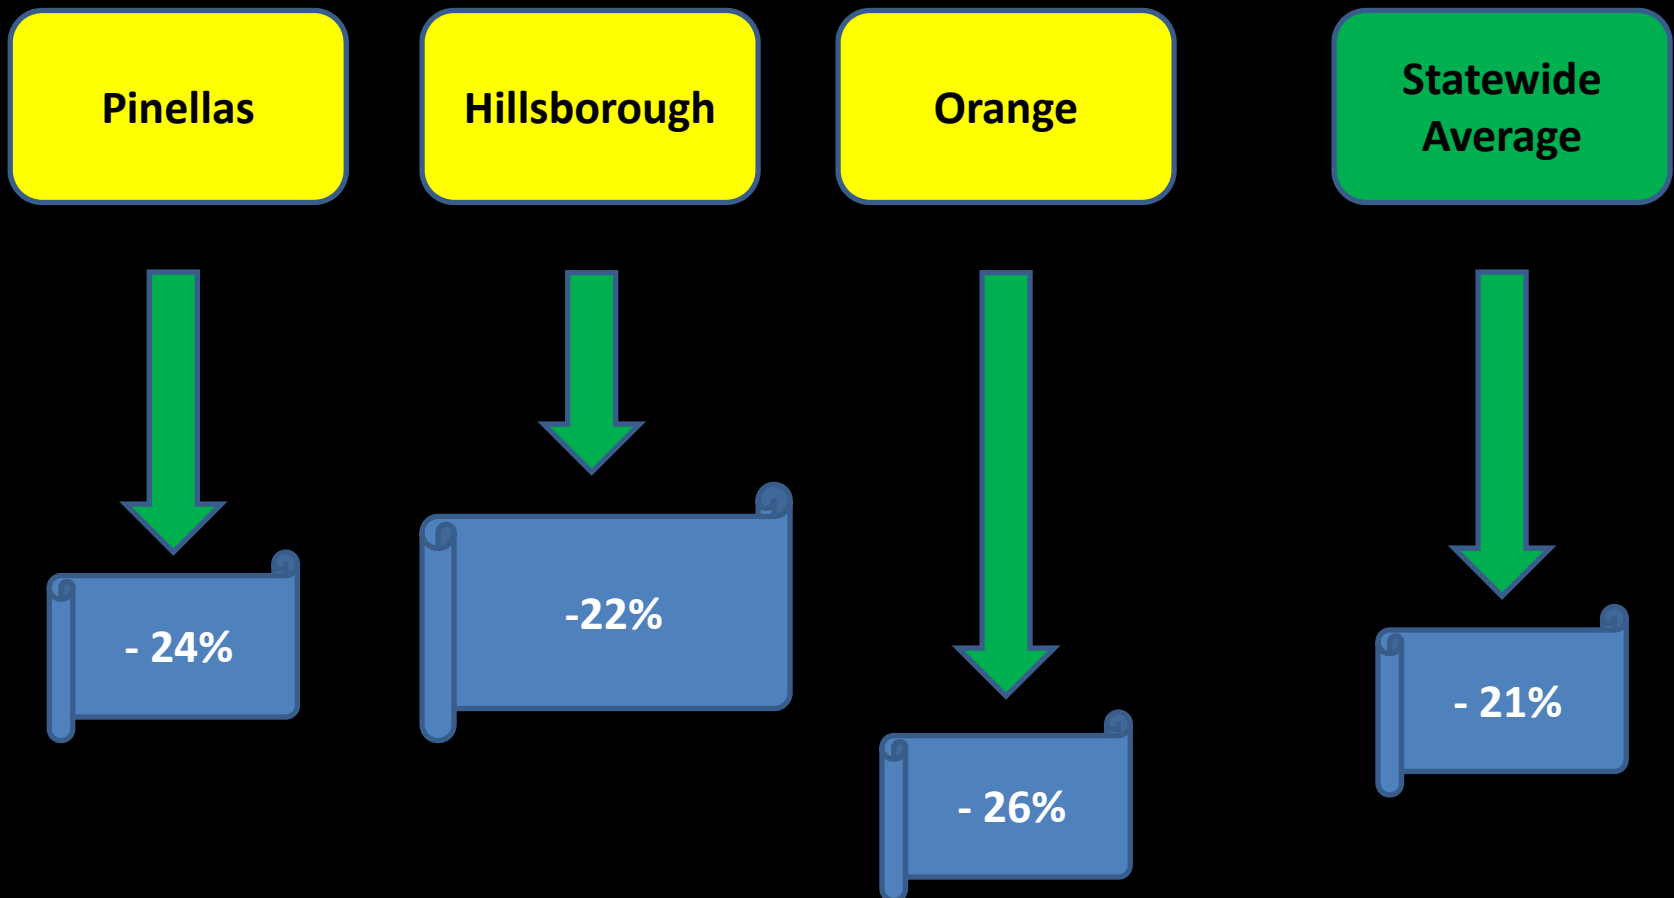 Pinellas
Hillsborough
Orange
Statewide
Average
- 24%
-22%
- 26%
- 21%